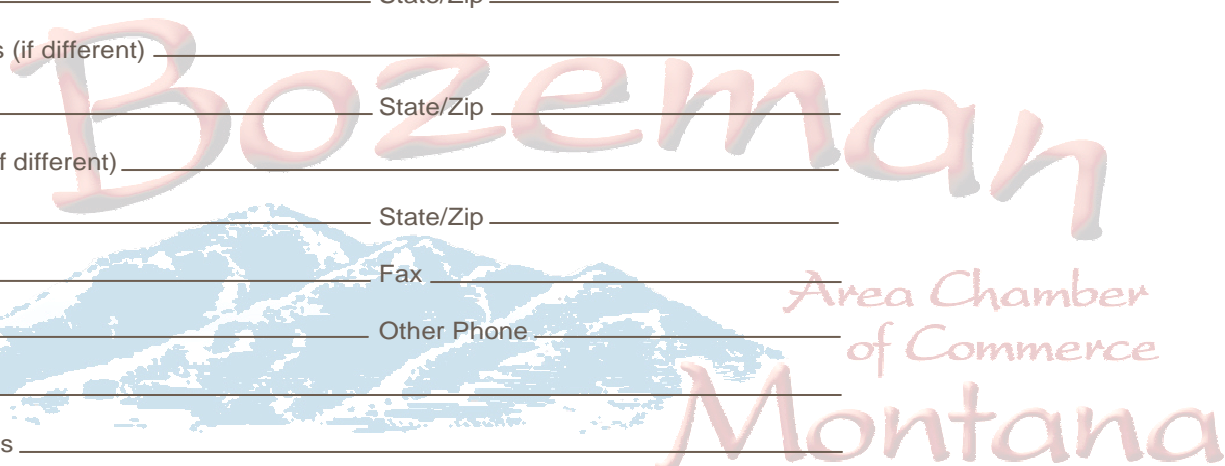 State/Zip
s (if different)
State/Zip
f different)
State/Zip
Fax
Other Phone
s
Bozeman
Area Chamber
of Commerce
Montana